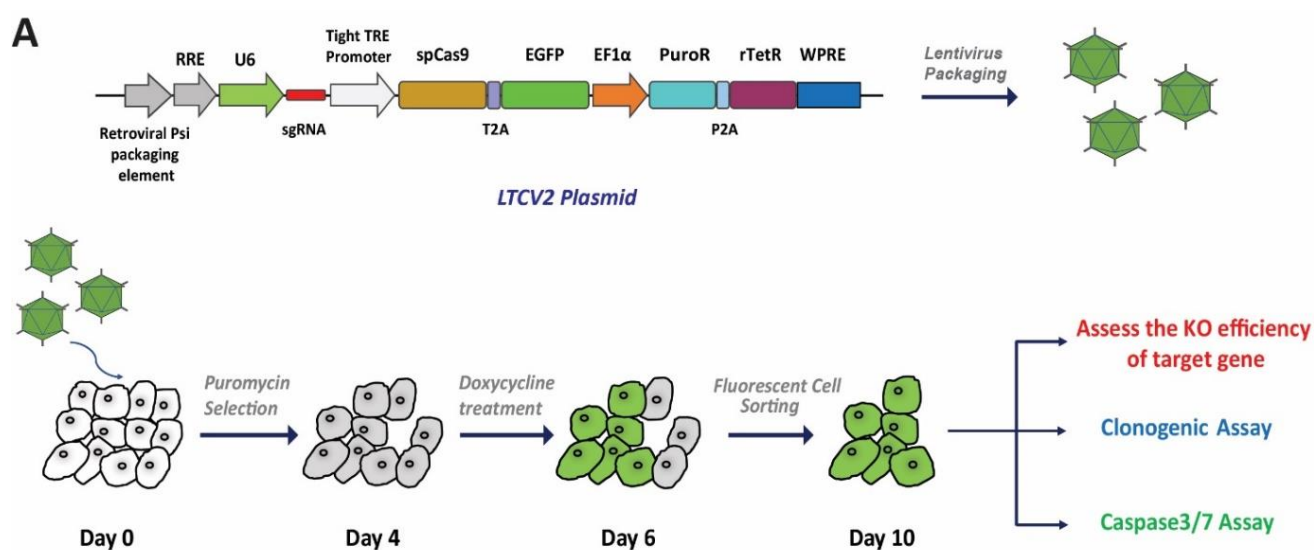 A
RRE
U6
Tight TRE
Promoter
spCas9
EGFP
EF1α
PuroR
rTetR
WPRE
Lentivirus
Packaging
Retroviral Psi
packaging
element
sgRNA
T2A
P2A
LTCV2 Plasmid
Puromycin
Selection
Doxycycline
treatment
Fluorescent Cell
Sorting
Assess the KO efficiency
of target gene
Clonogenic Assay
Caspase3/7 Assay
Day 0
Day 4
Day 6
Day 10